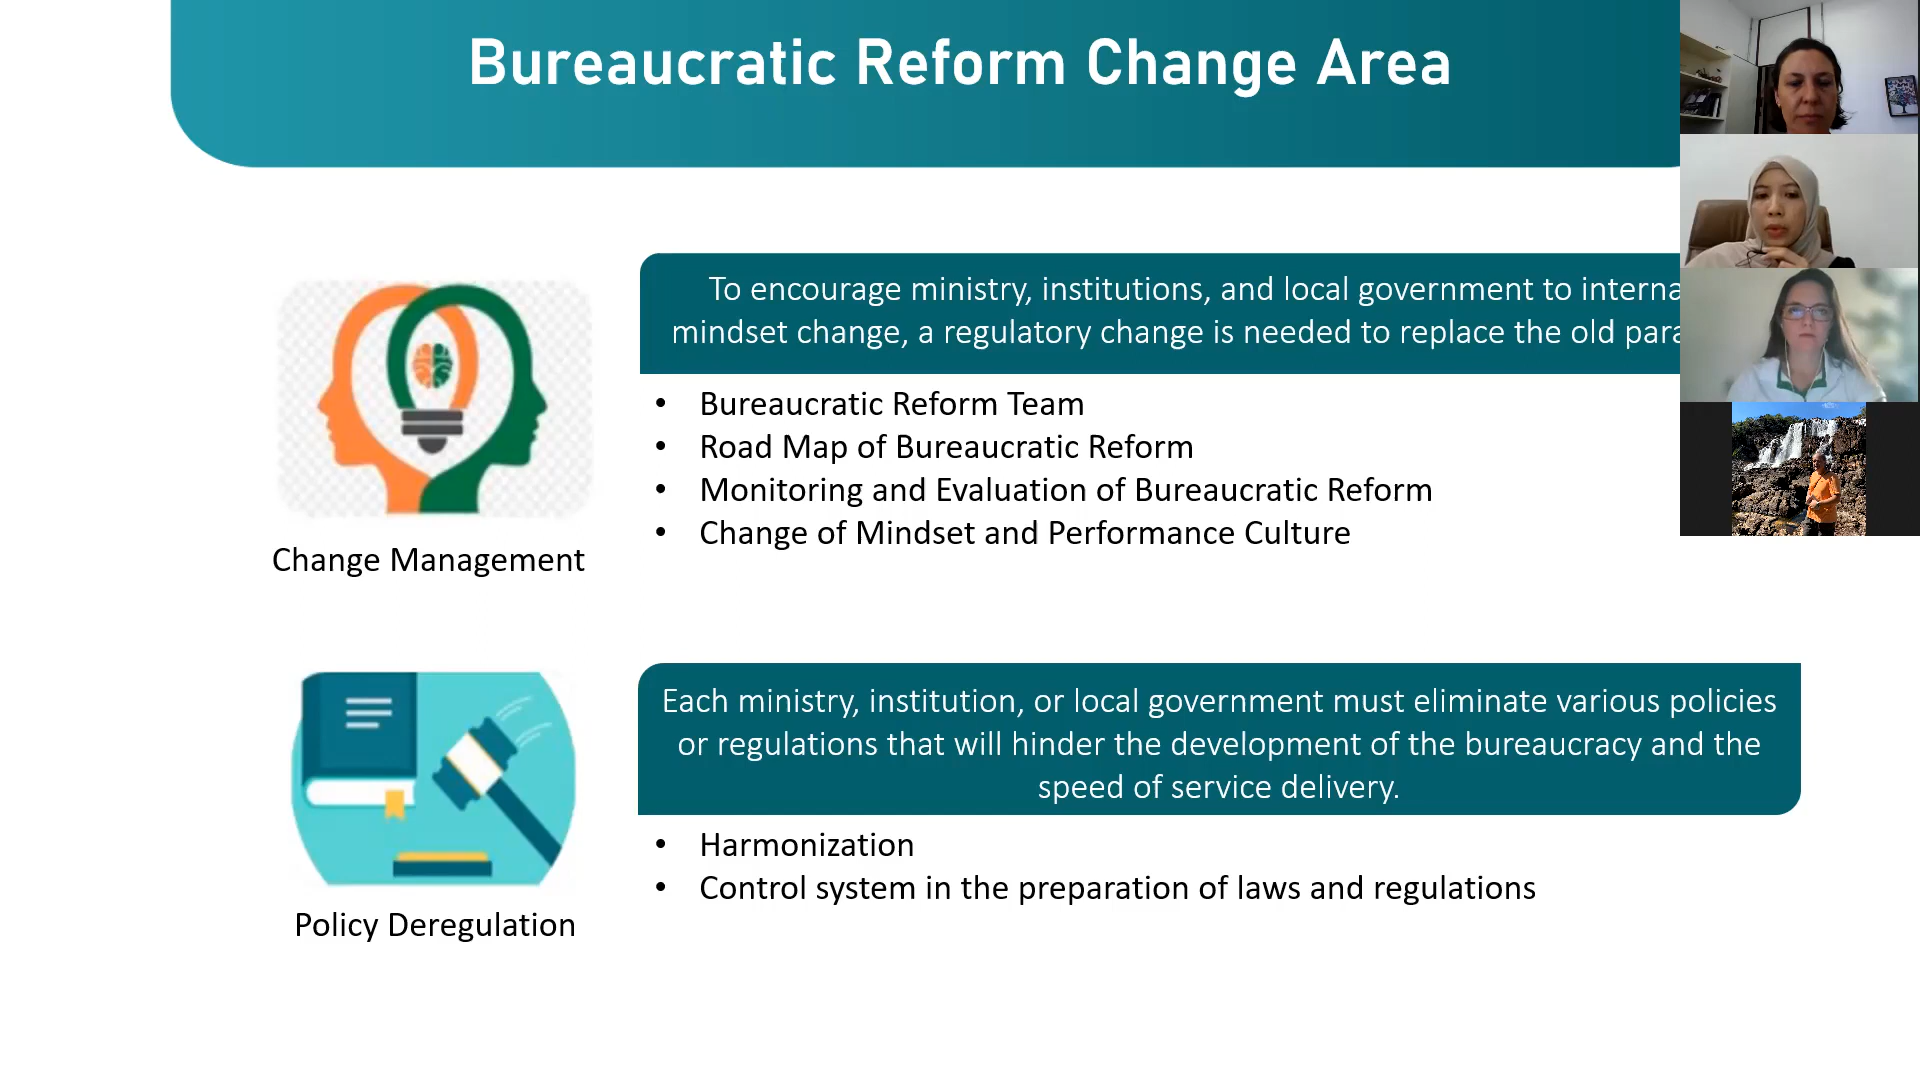 Bureaucratic Reform Change Area
To encourage ministry, institutions, and local government to
mindset change, a regulatory change is needed to replace the old
• Bureaucratic Reform Team
• Road Map of Bureaucratic Reform
• Monitoring and Evaluation of Bureaucratic Reform
• Change of Mindset and Performance Culture
Change Management
Each ministry, institution, or local government must eliminate various policies
or regulations that will hinder the development of the bureaucracy and the
speed of service delivery.
• Harmonization
• Control system in the preparation of laws and regulations
Policy Deregulation